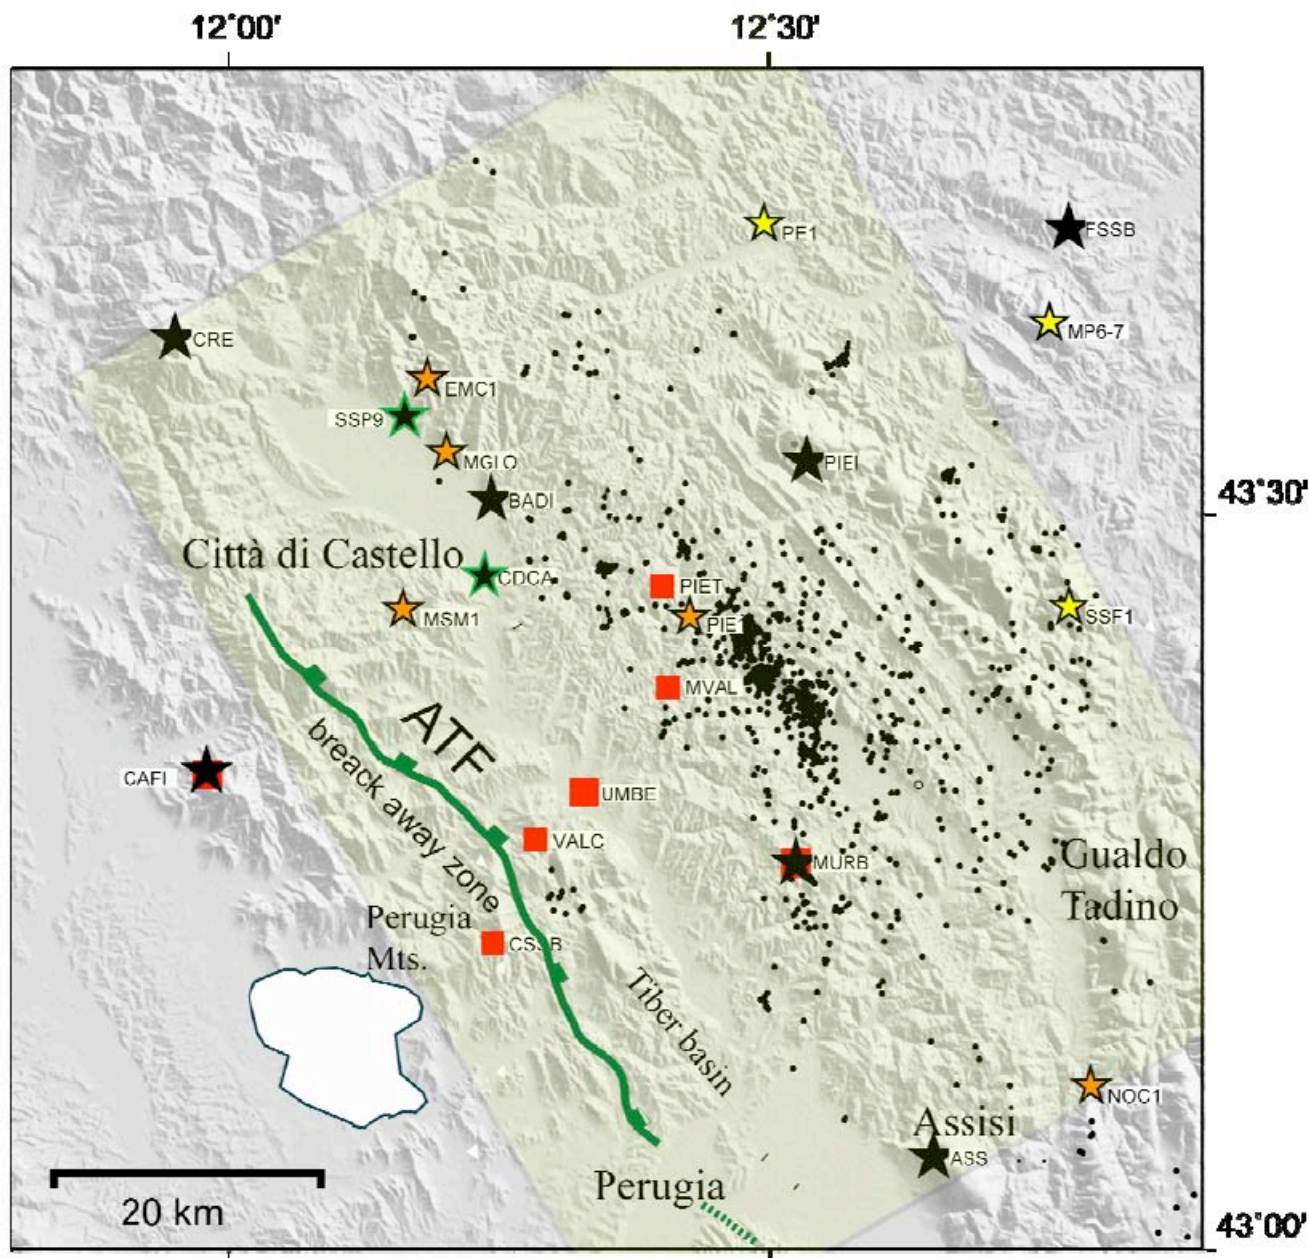 12°00'
12°30'
PF1
FSSB
MP6-7
CRE
EMC1
SSP9
MGLO
PIEI
BADI
43°30'
Città di Castello
CDCA
PIET
MSM1
PIE1
SSF1
MVAL
ATF
breack away zone
CAFI
UMBE
VALC
MURB
Gualdo
Tadino
Perugia
Mts.
CSSB
Tiber basin
NOC1
Assisi
ASS
Perugia
20 km
43°00'